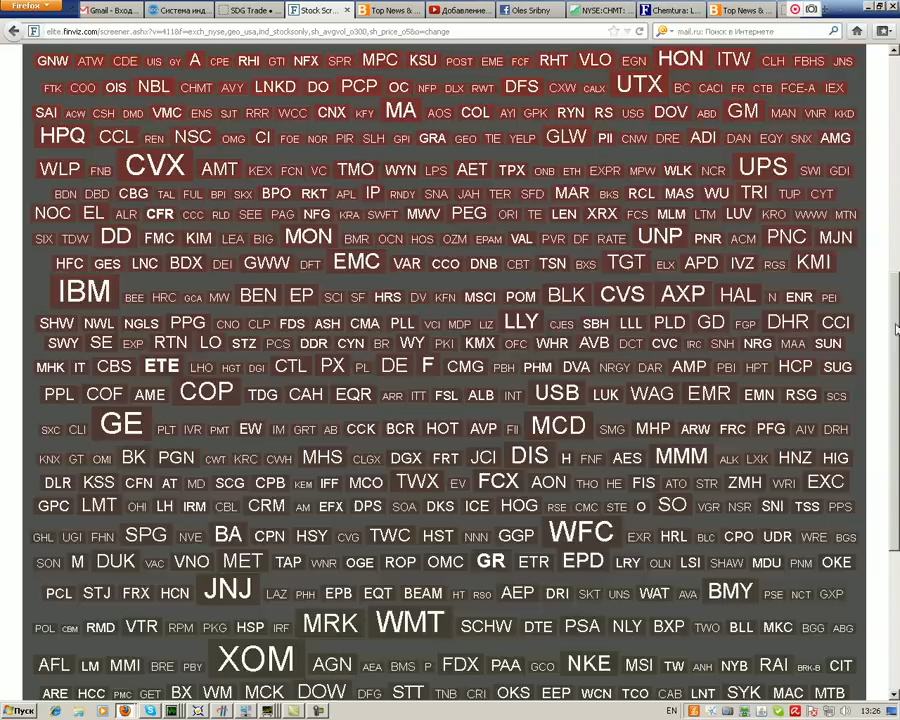 Firefox
Gmail - Входя...
Система инд...
SDG Trade •...
Stock Scr...
Top News &...
Добавление...
Oles Sribny
NYSE:CHMT:...
Chemtura: L...
Top News &...
elite.finviz.com/screener.ashx?v=411&f=exch_nyse,geo_usa,ind_stocksonly,sh_avgvol_o300,sh_price_o5&o=change
mail.ru: Поиск в Интернете
GNW ATW CDE UIS GY A CPE RHI GTI NFX SPR MPC KSU POST EME FCF RHT VLO EGN HON ITW CLH FBHS JNS
FTK COO OIS NBL CHMT AVY LNKD DO PCP OC NFP DLX RWT DFS CXW CALX UTX BC CACI FR CTB FCE-A IEX
SAI ACW CSH DMD VMC ENS SJT RRR WCC CNX KFY MA AOS COL AYI GPK RYN RS USG DOV ABD GM MAN VNR KKD
HPQ CCL REN NSC OMG CI FOE NOR PIR SLH GPI GRA GEO TIE YELP GLW PII CNW DRE ADI DAN EQY SNX AMG
WLP FNB CVX AMT KEX FCN VC TMO WYN LPS AET TPX ONB ETH EXPR MPW WLK NCR UPS SWI GDI
BDN DBD CBG TAL FUL BPI SKX BPO RKT APL IP RNDY SNA JAH TER SFD MAR BKS RCL MAS WU TRI TUP CYT
NOC EL ALR CFR CCC RLD SEE PAG NFG KRA SWFT MWV PEG ORI TE LEN XRX FCS MLM LTM LUV KRO WWW MTN
SIX TDW DD FMC KIM LEA BIG MON BMR OCN HOS OZM EPAM VAL PVR DF RATE UNP PNR ACM PNC MJN
HFC GES LNC BDX DEI GWW DFT EMC VAR CCO DNB CBT TSN BXS TGT ELX APD IVZ RGS KMI
IBM BEE HRC GCA MW BEN EP SCI SF HRS DV KFN MSCI POM BLK CVS AXP HAL N ENR PEI
SHW NWL NGLS PPG CNO CLP FDS ASH CMA PLL VCI MDP LIZ LLY CJES SBH LLL PLD GD FGP DHR CCI
SWY SE EXP RTN LO STZ PCS DDR CYN BR WY PKI KMX OFC WHR AVB DCT CVC IRC SNH NRG MAA SUN
MHK IT CBS ETE LHO HGT DGI CTL PX PL DE F CMG PBH PHM DVA NRGY DAR AMP PBI HPT HCP SUG
PPL COF AME COP TDG CAH EQR ARR ITT FSL ALB INT USB LUK WAG EMR EMN RSG SCS
SXC CLI GE PLT IVR PMT EW IM GRT AB CCK BCR HOT AVP FII MCD SMG MHP ARW FRC PFG AIV DRH
KNX GT OMI BK PGN CWT KRC CWH MHS CLGX DGX FRT JCI DIS H FNF AES MMM ALK LXK HNZ HIG
DLR KSS CFN AT MD SCG CPB KEM IFF MCO TWX EV FCX AON THO HE FIS ATO STR ZMH WRI EXC
GPC LMT OHI LH IRM CBL CRM AM EFX DPS SOA DKS ICE HOG RSE CMC STE O SO VGR NSR SNI TSS PPS
GHL UGI FHN SPG NVE BA CPN HSY CVG TWC HST NNN GGP WFC EXR HRL BLC CPO UDR WRE BGS
SON M DUK VAC VNO MET TAP WNR OGE ROP OMC GR ETR EPD LRY OLN LSI SHAW MDU PNM OKE
PCL STJ FRX HCN JNJ LAZ PHH EPB EQT BEAM HT RSO AEP DRI SKT UNS WAT AVA BMY PSE NCT GXP
POL CBM RMD VTR RPM PKG HSP IRF MRK WMT SCHW DTE PSA NLY BXP TWO BLL MKC BGG ABG
AFL LM MMI BRE PBY XOM AGN AEA BMS P FDX PAA GCO NKE MSI TW ANH NYB RAI BRK-B CIT
ARE HCC PMC GET BX WM MCK DOW DFG STT TNB CRI OKS EEP WCN TCO CAB LNT SYK MAC MTB
Пуск
EN
13:26